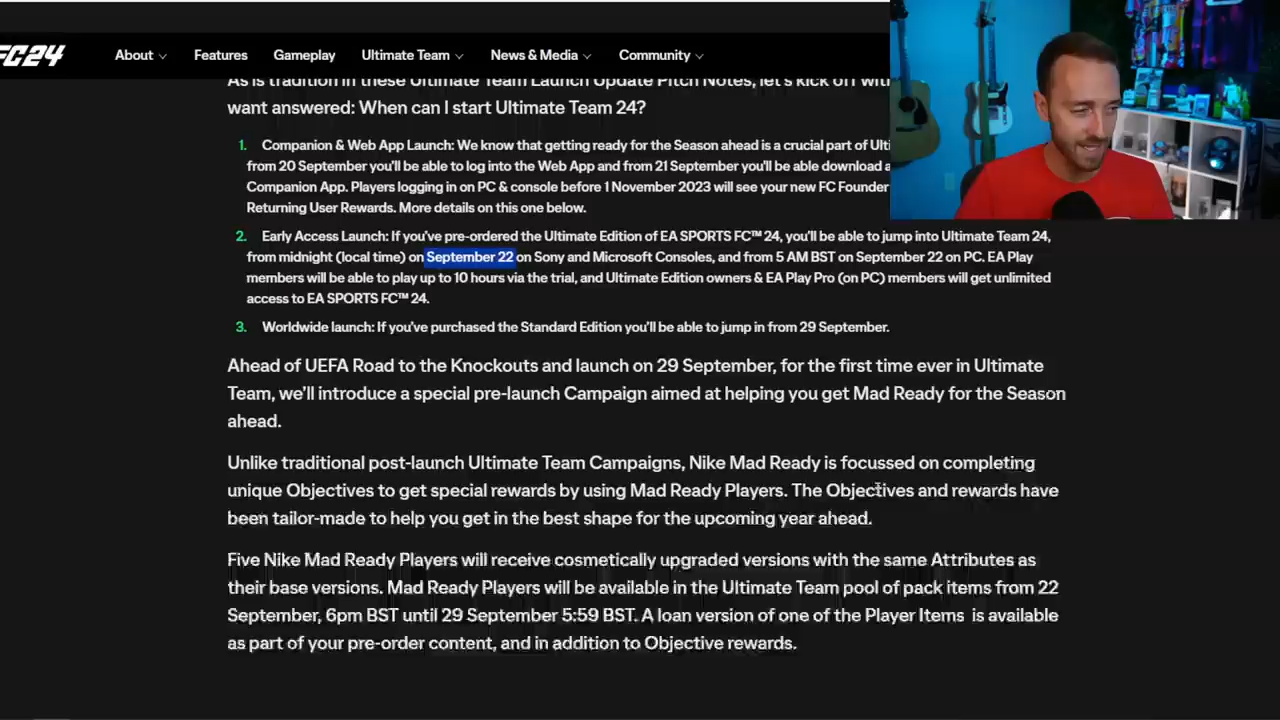 FC24
About
Features
Gameplay
Ultimate Team
News & Media
Community
As is tradition in these Ultimate Team Launch Update Pitch Notes, let's kick off with
want answered: When can I start Ultimate Team 24?
1. Companion & Web App Launch: We know that getting ready for the Season ahead is a crucial part of Ulti
from 20 September you'll be able to log into the Web App and from 21 September you'll be able download a
Companion App. Players logging in on PC & console before 1 November 2023 will see your new FC Founder
Returning User Rewards. More details on this one below.
2. Early Access Launch: If you've pre-ordered the Ultimate Edition of EA SPORTS FC™ 24, you'll be able to jump into Ultimate Team 24,
from midnight (local time) on September 22 on Sony and Microsoft Consoles, and from 5 AM BST on September 22 on PC. EA Play
members will be able to play up to 10 hours via the trial, and Ultimate Edition owners & EA Play Pro (on PC) members will get unlimited
access to EA SPORTS FC™ 24.
3. Worldwide launch: If you've purchased the Standard Edition you'll be able to jump in from 29 September.
Ahead of UEFA Road to the Knockouts and launch on 29 September, for the first time ever in Ultimate
Team, we'll introduce a special pre-launch Campaign aimed at helping you get Mad Ready for the Season
ahead.
Unlike traditional post-launch Ultimate Team Campaigns, Nike Mad Ready is focussed on completing
unique Objectives to get special rewards by using Mad Ready Players. The Objectives and rewards have
been tailor-made to help you get in the best shape for the upcoming year ahead.
Five Nike Mad Ready Players will receive cosmetically upgraded versions with the same Attributes as
their base versions. Mad Ready Players will be available in the Ultimate Team pool of pack items from 22
September, 6pm BST until 29 September 5:59 BST. A loan version of one of the Player Items is available
as part of your pre-order content, and in addition to Objective rewards.